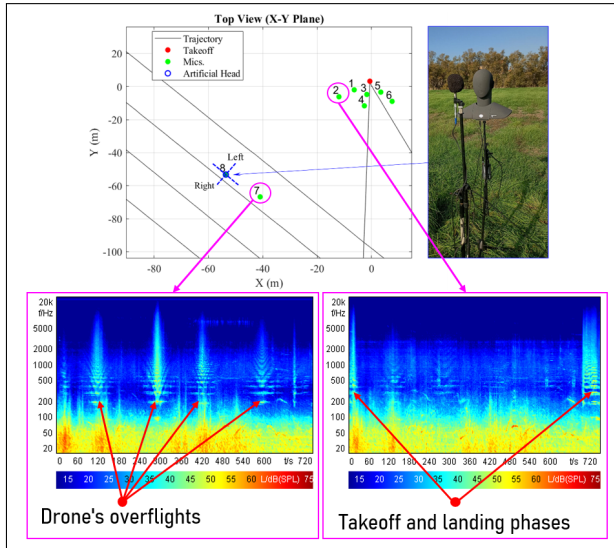 Top View (X-Y Plane)
Trajectory
Takeoff
Mics.
Artificial Head
20
0
-20
-40
-60
-80
-100
Y (m)
-80
-60
-40
-20
0
X (m)
1
2
3
4
5
6
7
8
Left
Right
20k
f/Hz
5000
2000
1000
500
200
100
50
20
0 60 120 180 240 300 360 420 480 540 600 t/s 720
15 20 25 30 35 40 45 50 55 60 L/dB(SPL) 75
Drone's overflights
20k
f/Hz
5000
2000
1000
500
200
100
50
20
0 60 120 180 240 300 360 420 480 540 600 t/s 720
15 20 25 30 35 40 45 50 55 60 L/dB(SPL) 75
Takeoff and landing phases